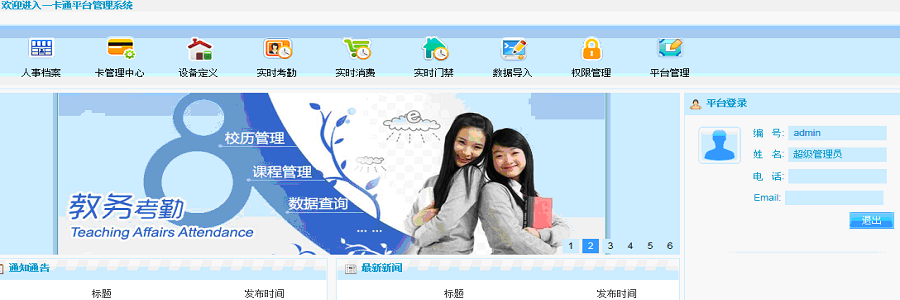 欢迎进入一卡通平台管理系统
人事档案 卡管理中心 设备定义 实时考勤 实时消费 实时门禁 数据导入 权限管理 平台管理
校历管理
课程管理
数据查询
... ...
教务考勤
Teaching Affairs Attendance
1 2 3 4 5 6
平台登录
编 号: admin
姓 名: 超级管理员
电 话:
Email:
退出
通知通告
标题 发布时间
最新新闻
标题 发布时间